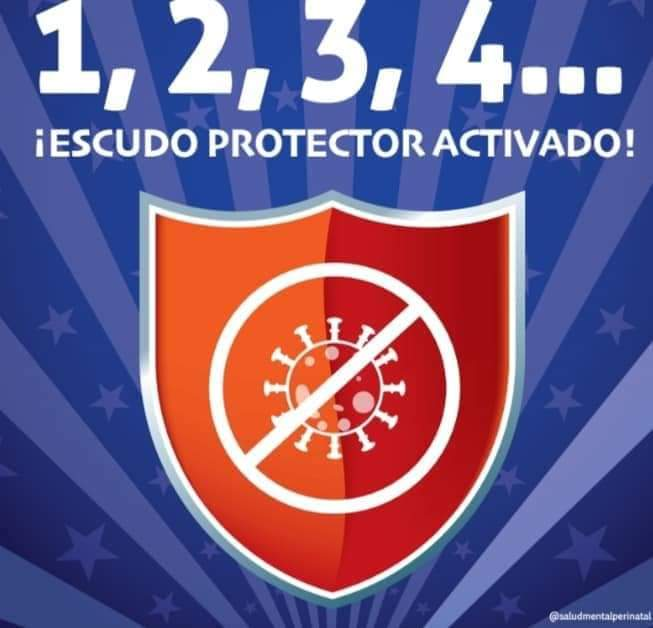 1, 2, 3, 4...
¡ESCUDO PROTECTOR ACTIVADO!
@saludmentalperinatal